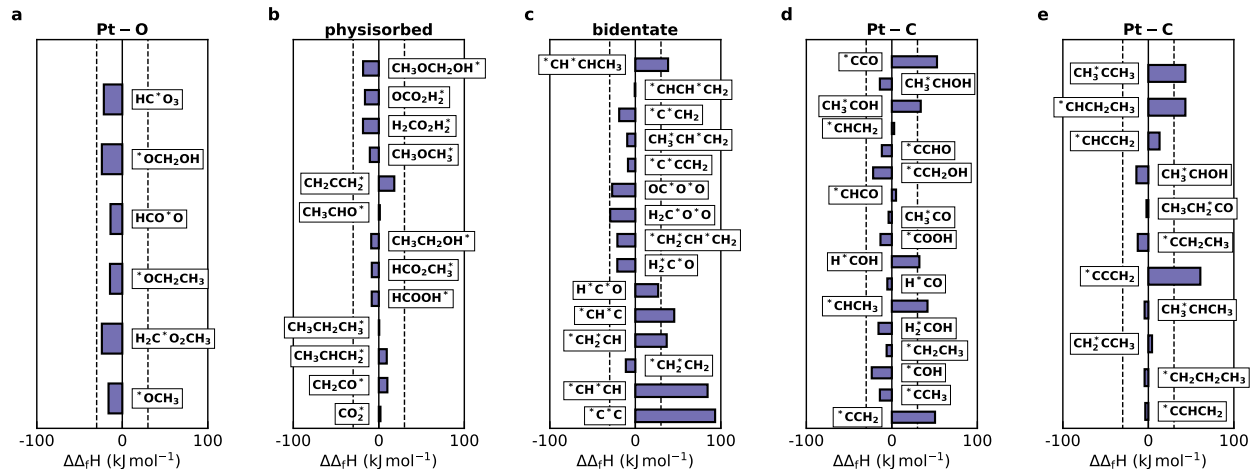 a
Pt − O
HC*O₃
*OCH₂OH
HCO*O
*OCH₂CH₃
H₂C*O₂CH₃
*OCH₃
-100 0 100
ΔΔ_fH (kJ mol⁻¹)
b
physisorbed
CH₃OCH₂OH*
OCO₂H₂*
H₂CO₂H₂*
CH₃OCH₃*
CH₂CCH₂*
CH₃CHO*
CH₃CH₂OH*
HCO₂CH₃*
HCOOH*
CH₃CH₂CH₃*
CH₃CHCH₂*
CH₂CO*
CO₂*
-100 0 100
ΔΔ_fH (kJ mol⁻¹)
c
bidentate
*CH*CHCH₃
*CHCH*CH₂
*C*CH₂
CH₃*CH*CH₂
*C*CCH₂
OC*O*O
H₂C*O*O
*CH₂*CH*CH₂
H₂*C*O
H*C*O
*CH*C
*CH₂*CH
*CH₂*CH₂
*CH*CH
*C*C
-100 0 100
ΔΔ_fH (kJ mol⁻¹)
d
Pt − C
*CCO
CH₃*CHOH
CH₃*COH
*CHCH₂
*CCHO
*CCH₂OH
*CHCO
CH₃*CO
*COOH
H*COH
H*CO
*CHCH₃
H₂*COH
*CH₂CH₃
*COH
*CCH₃
*CCH₂
-100 0 100
ΔΔ_fH (kJ mol⁻¹)
e
Pt − C
CH₃*CCH₃
*CHCH₂CH₃
*CHCCH₂
CH₃*CHOH
CH₃CH₂*CO
*CCH₂CH₃
*CCCH₂
CH₃*CHCH₃
CH₂*CCH₃
*CH₂CH₂CH₃
*CCHCH₂
-100 0 100
ΔΔ_fH (kJ mol⁻¹)